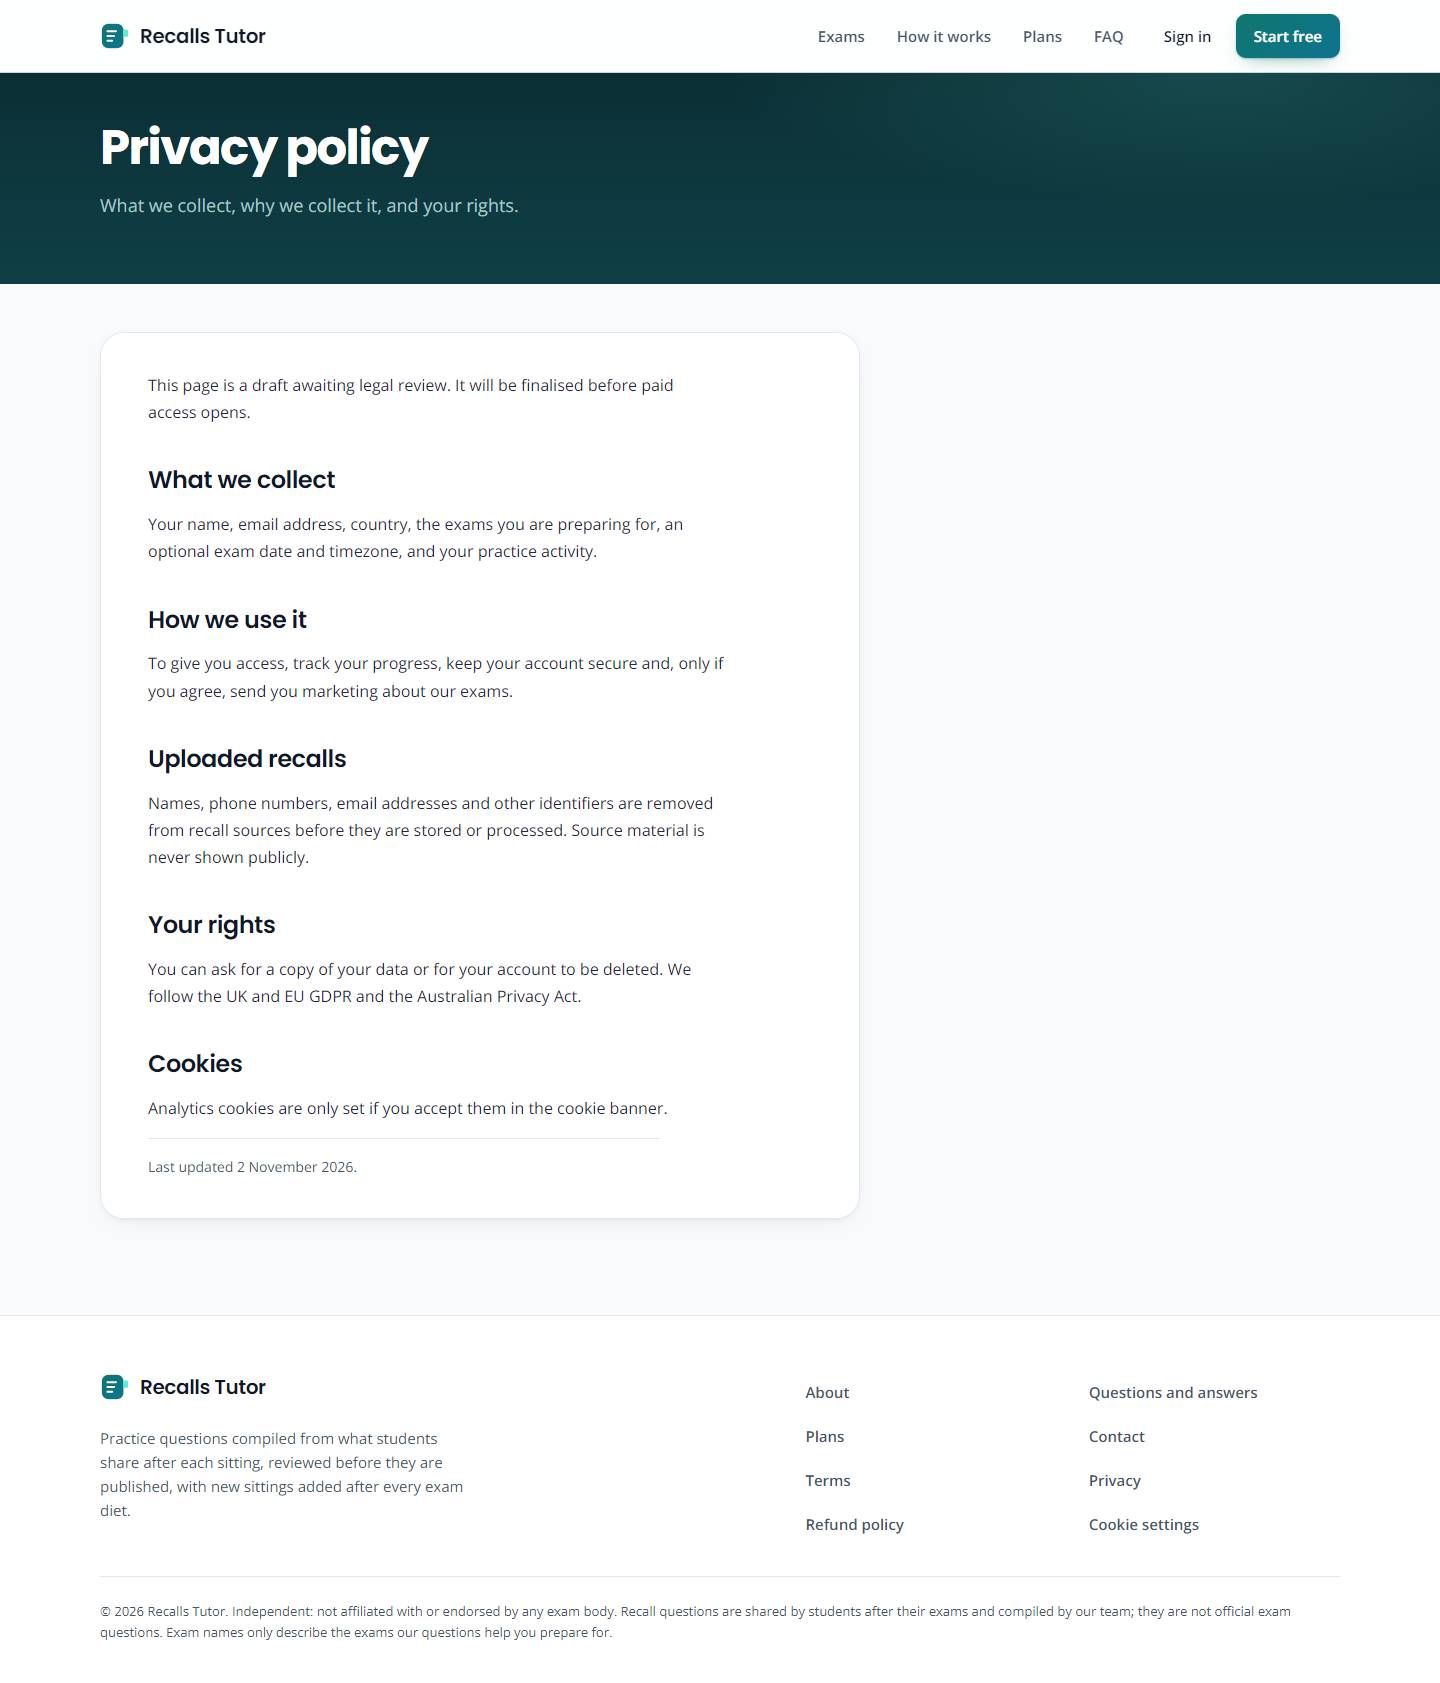 Recalls Tutor
Exams
How it works
Plans
FAQ
Sign in
Start free
Privacy policy
What we collect, why we collect it, and your rights.
This page is a draft awaiting legal review. It will be finalised before paid
access opens.
What we collect
Your name, email address, country, the exams you are preparing for, an
optional exam date and timezone, and your practice activity.
How we use it
To give you access, track your progress, keep your account secure and, only if
you agree, send you marketing about our exams.
Uploaded recalls
Names, phone numbers, email addresses and other identifiers are removed
from recall sources before they are stored or processed. Source material is
never shown publicly.
Your rights
You can ask for a copy of your data or for your account to be deleted. We
follow the UK and EU GDPR and the Australian Privacy Act.
Cookies
Analytics cookies are only set if you accept them in the cookie banner.
Last updated 2 November 2026.
Recalls Tutor
Practice questions compiled from what students
share after each sitting, reviewed before they are
published, with new sittings added after every exam
diet.
About
Plans
Terms
Refund policy
Questions and answers
Contact
Privacy
Cookie settings
© 2026 Recalls Tutor. Independent: not affiliated with or endorsed by any exam body. Recall questions are shared by students after their exams and compiled by our team; they are not official exam
questions. Exam names only describe the exams our questions help you prepare for.